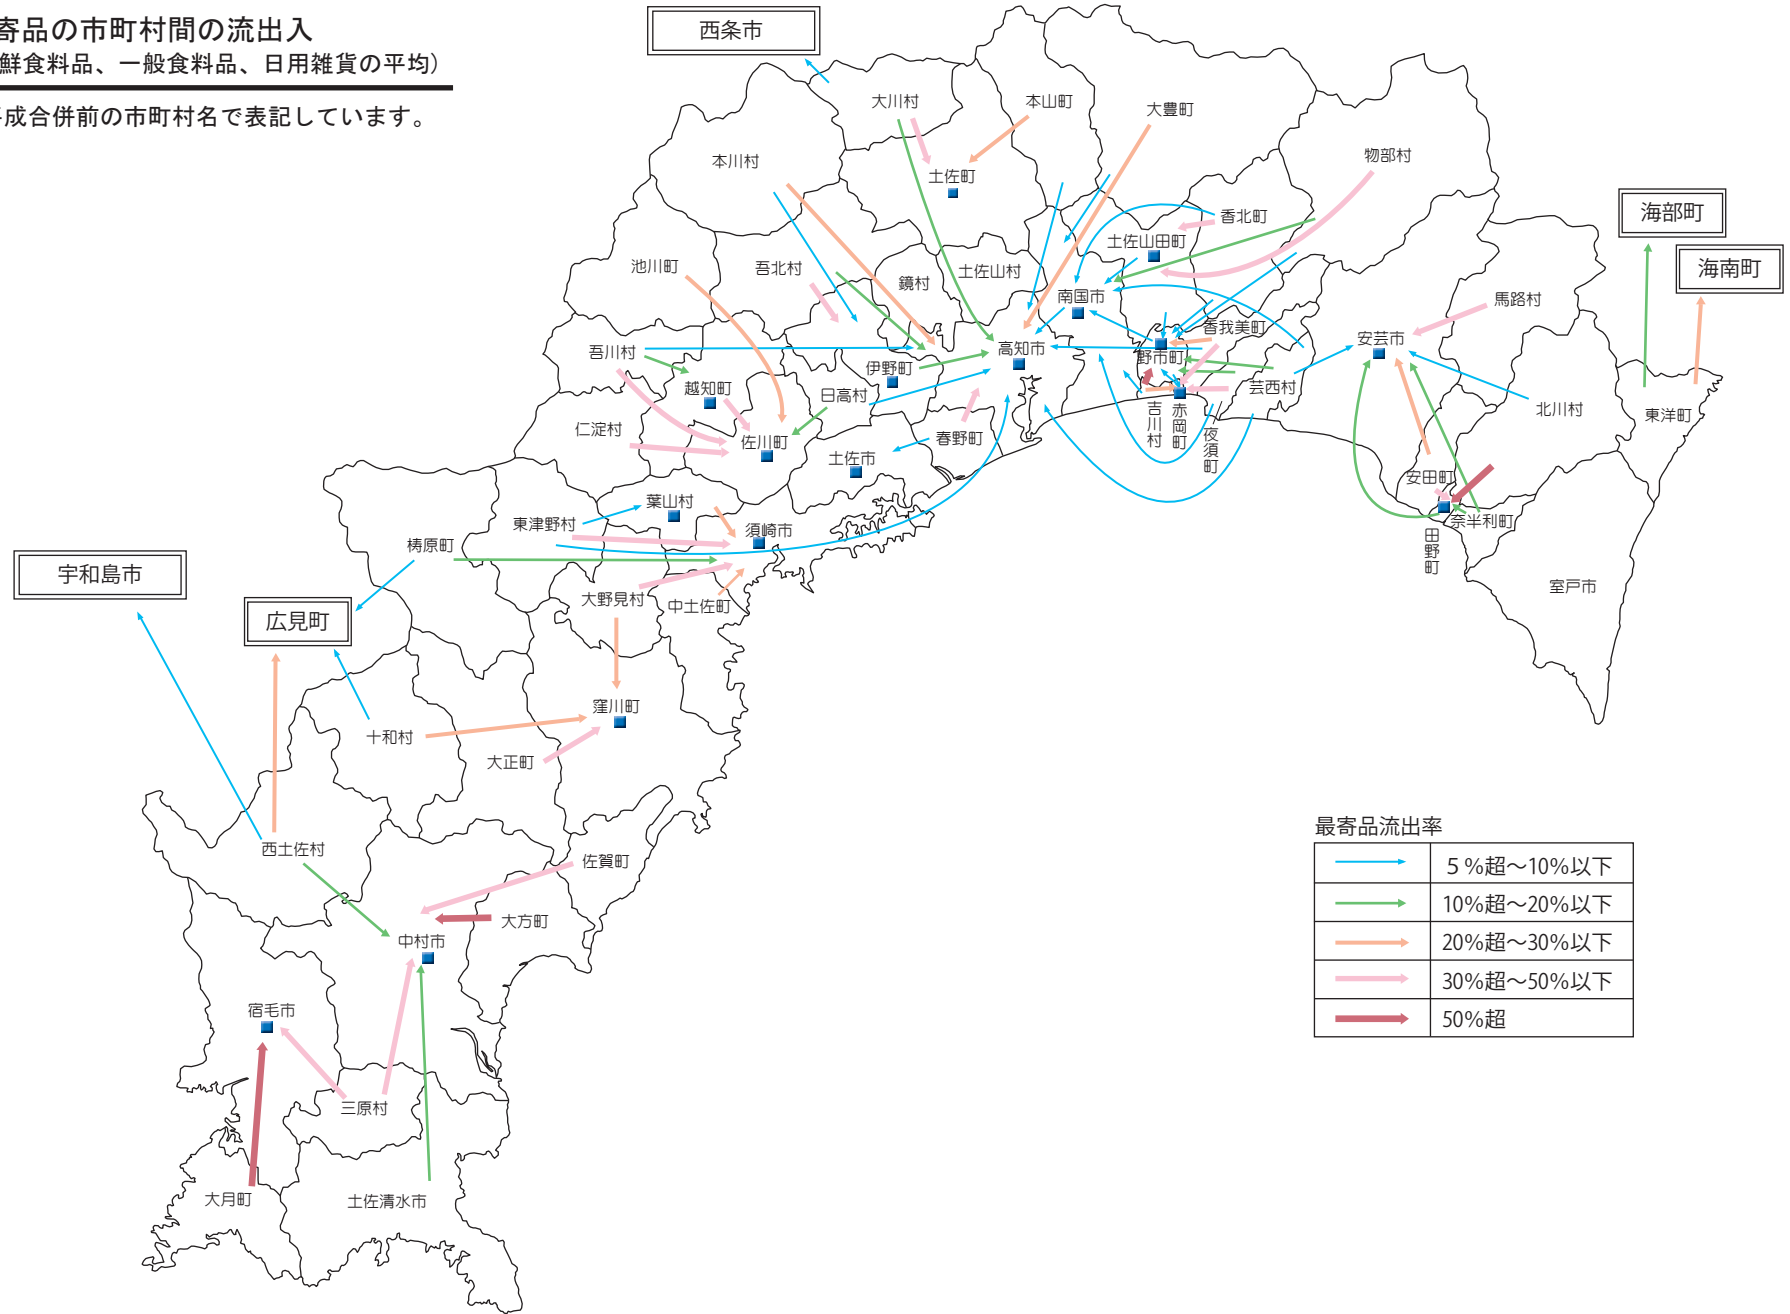 寄品の市町村間の流出入
鮮食料品、一般食料品、日用雑貨の平均）
成合併前の市町村名で表記しています。
西条市
大川村
本山町
大豊町
本川村
土佐町
物部村
香北町
海部町
土佐山田町
海南町
池川町
吾北村
鏡村
土佐山村
南国市
馬路村
香我美町
吾川村
高知市
野市町
安芸市
伊野町
越知町
日高村
芸西村
北川村
東洋町
仁淀村
佐川町
春野町
吉川村
赤岡町
夜須町
土佐市
安田町
葉山村
東津野村
須崎市
奈半利町
田野町
梼原町
宇和島市
大野見村
中土佐町
室戸市
広見町
窪川町
十和村
大正町
西土佐村
佐賀町
大方町
中村市
宿毛市
三原村
大月町
土佐清水市
最寄品流出率
5％超～10％以下
10％超～20％以下
20％超～30％以下
30％超～50％以下
50％超